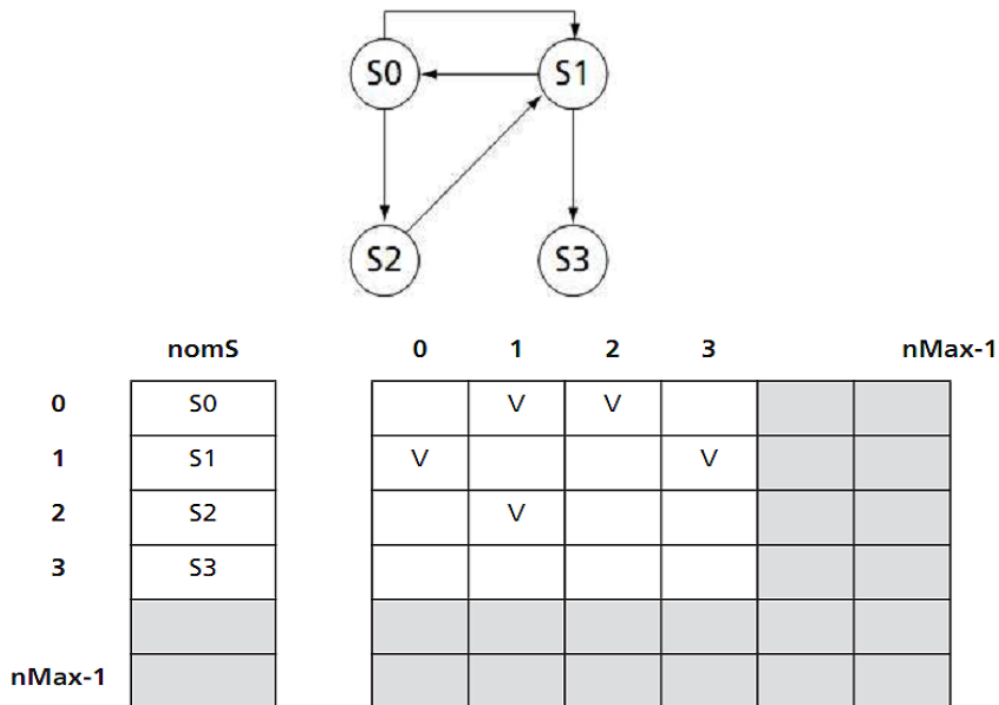 S0 S1
S2 S3
nomS 0 1 2 3 nMax-1
0 S0 V V
1 S1 V V
2 S2 V
3 S3
nMax-1